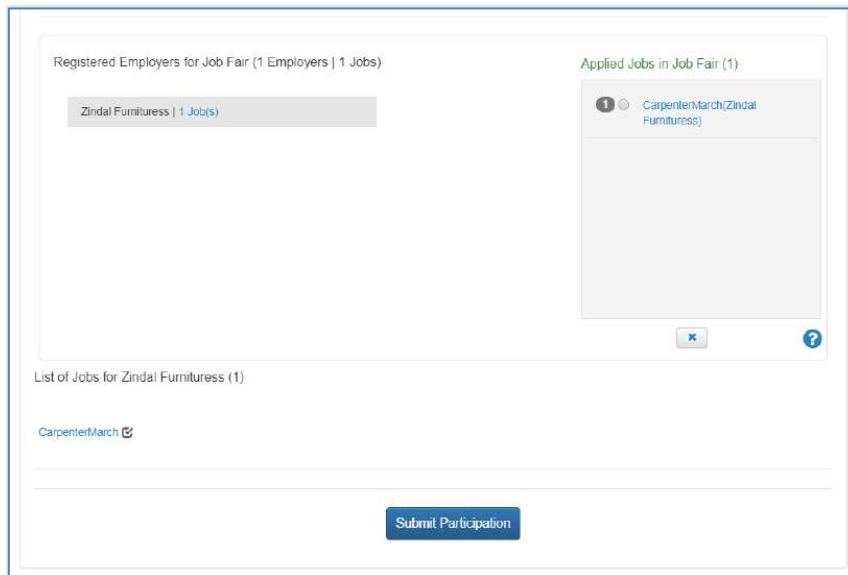 Registered Employers for Job Fair (1 Employers | 1 Jobs)
Zindal Furnituress | 1 Job(s)
Applied Jobs in Job Fair (1)
1 CarpenterMarch(Zindal
Furnituress)
×
?
List of Jobs for Zindal Furnituress (1)
CarpenterMarch
Submit Participation